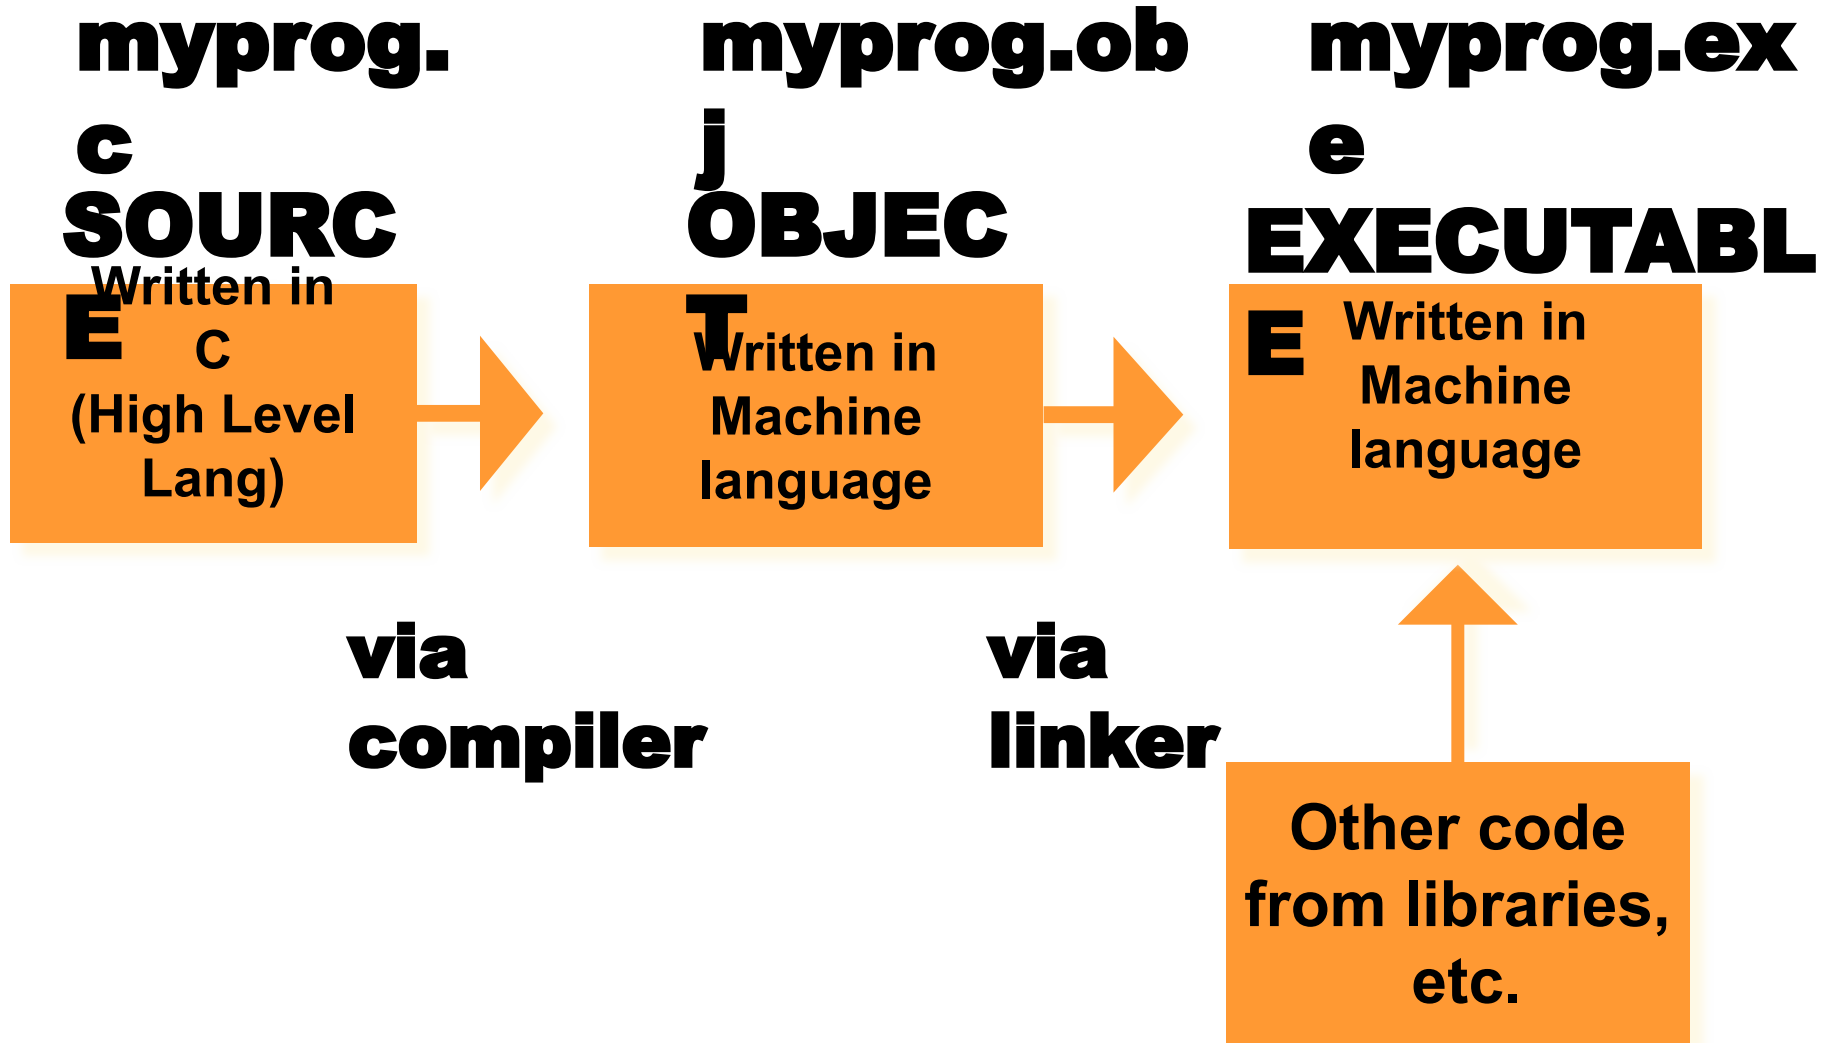 myprog.
c
SOURC
E
Written in
C
(High Level
Lang)
myprog.ob
j
OBJEC
T
Written in
Machine
language
myprog.ex
e
EXECUTABL
E
Written in
Machine
language
via
compiler
via
linker
Other code
from libraries,
etc.